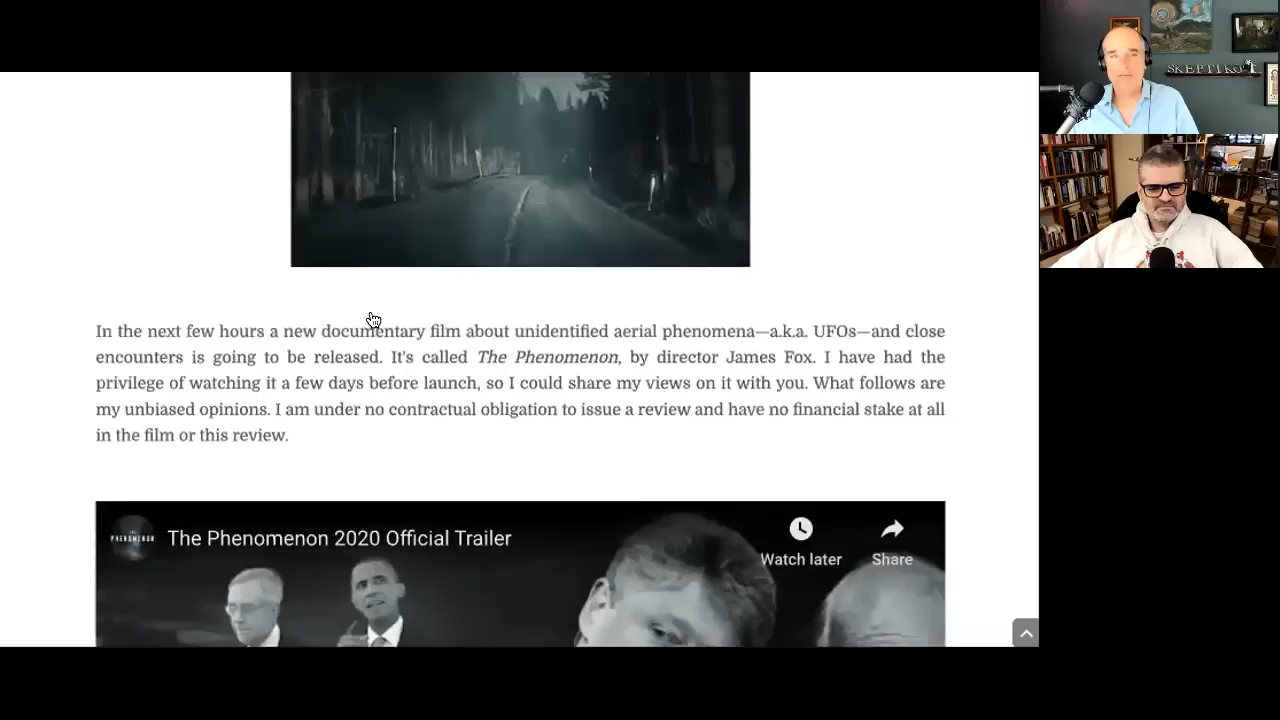 SKEPTIKO
In the next few hours a new documentary film about unidentified aerial phenomena—a.k.a. UFOs—and close
encounters is going to be released. It's called The Phenomenon, by director James Fox. I have had the
privilege of watching it a few days before launch, so I could share my views on it with you. What follows are
my unbiased opinions. I am under no contractual obligation to issue a review and have no financial stake at all
in the film or this review.
THE
PHENOMENON
The Phenomenon 2020 Official Trailer
Watch later
Share